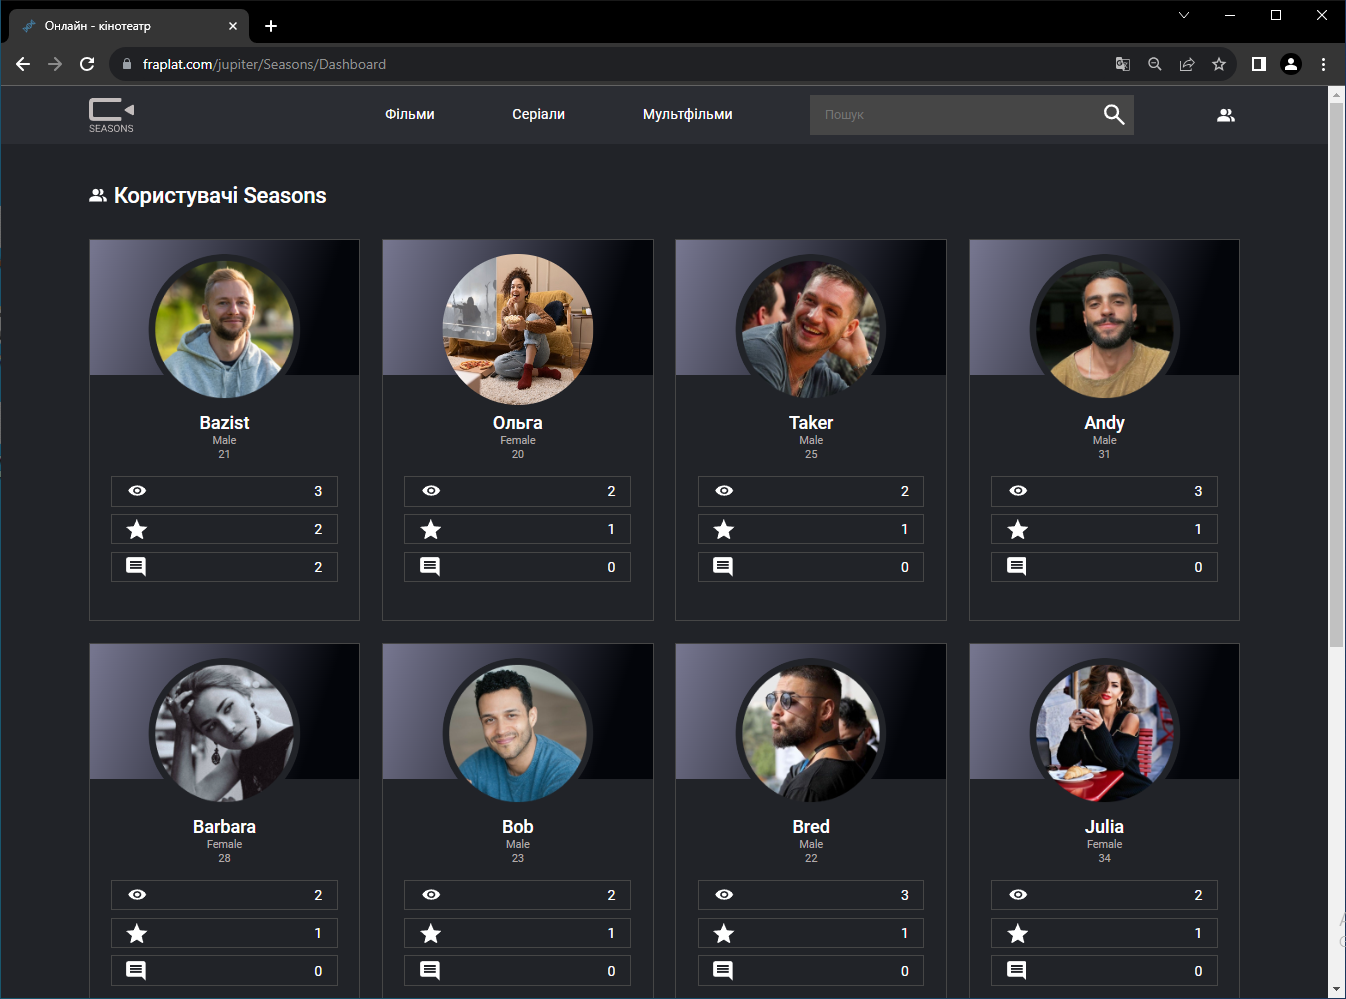 Онлайн - кінотеатр
fraplat.com/jupiter/Seasons/Dashboard
SEASONS
Фільми
Серіали
Мультфільми
Пошук
Користувачі Seasons
Bazist
Male
21
3
2
2
Ольга
Female
20
2
1
0
Taker
Male
25
2
1
0
Andy
Male
31
3
1
0
Barbara
Female
28
2
1
0
Bob
Male
23
2
1
0
Bred
Male
22
3
1
0
Julia
Female
34
2
1
0